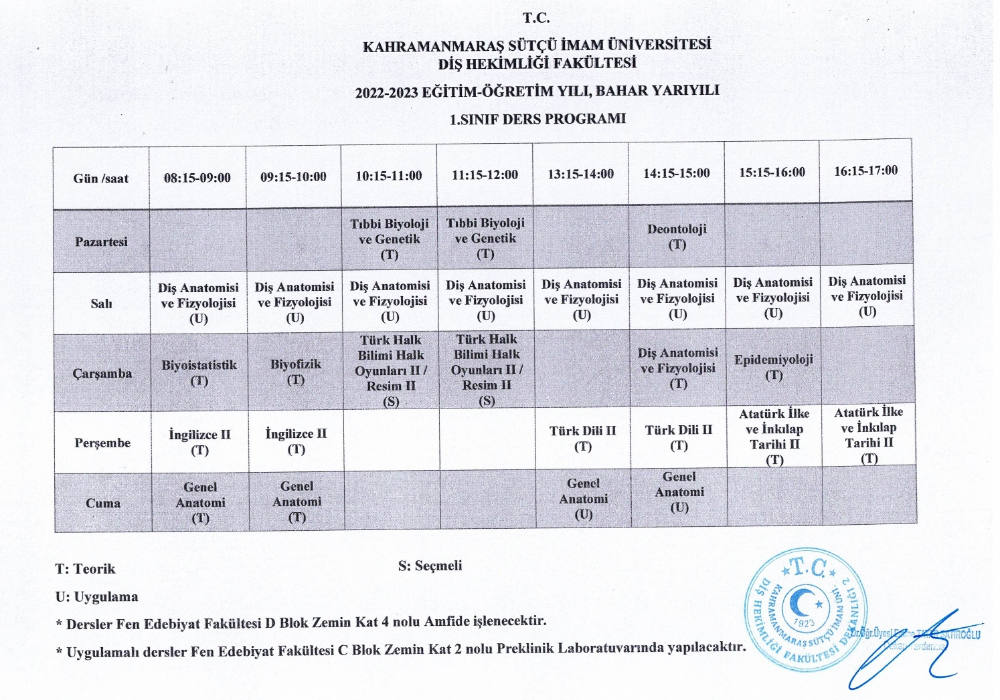 T.C.
KAHRAMANMARAŞ SÜTÇÜ İMAM ÜNİVERSİTESİ
DİŞ HEKİMLİĞİ FAKÜLTESİ
2022-2023 EĞİTİM-ÖĞRETİM YILI, BAHAR YARIYILI
1.SINIF DERS PROGRAMI
Gün /saat 08:15-09:00 09:15-10:00 10:15-11:00 11:15-12:00 13:15-14:00 14:15-15:00 15:15-16:00 16:15-17:00
Pazartesi
Tıbbi Biyoloji
ve Genetik
(T)
Tıbbi Biyoloji
ve Genetik
(T)
Deontoloji
(T)
Salı
Diş Anatomisi
ve Fizyolojisi
(U)
Diş Anatomisi
ve Fizyolojisi
(U)
Diş Anatomisi
ve Fizyolojisi
(U)
Diş Anatomisi
ve Fizyolojisi
(U)
Diş Anatomisi
ve Fizyolojisi
(U)
Diş Anatomisi
ve Fizyolojisi
(U)
Diş Anatomisi
ve Fizyolojisi
(U)
Diş Anatomisi
ve Fizyolojisi
(U)
Çarşamba
Biyoistatistik
(T)
Biyofizik
(T)
Türk Halk
Bilimi Halk
Oyunları II /
Resim II
(S)
Türk Halk
Bilimi Halk
Oyunları II /
Resim II
(S)
Diş Anatomisi
ve Fizyolojisi
(T)
Epidemiyoloji
(T)
Perşembe
İngilizce II
(T)
İngilizce II
(T)
Türk Dili II
(T)
Türk Dili II
(T)
Atatürk İlke
ve İnkılap
Tarihi II
(T)
Atatürk İlke
ve İnkılap
Tarihi II
(T)
Cuma
Genel
Anatomi
(T)
Genel
Anatomi
(T)
Genel
Anatomi
(U)
Genel
Anatomi
(U)
T: Teorik
S: Seçmeli
U: Uygulama
* Dersler Fen Edebiyat Fakültesi D Blok Zemin Kat 4 nolu Amfide işlenecektir.
* Uygulamalı dersler Fen Edebiyat Fakültesi C Blok Zemin Kat 2 nolu Preklinik Laboratuvarında yapılacaktır.
T.C.
KAHRAMANMARAŞ SÜTÇÜ İMAM ÜNİ.
DİŞ HEKİMLİĞİ FAKÜLTESİ DEKANLIĞI 2
1923
Dr.Öğr.Üyesi SATIROĞLU
Dekan Yardımcısı